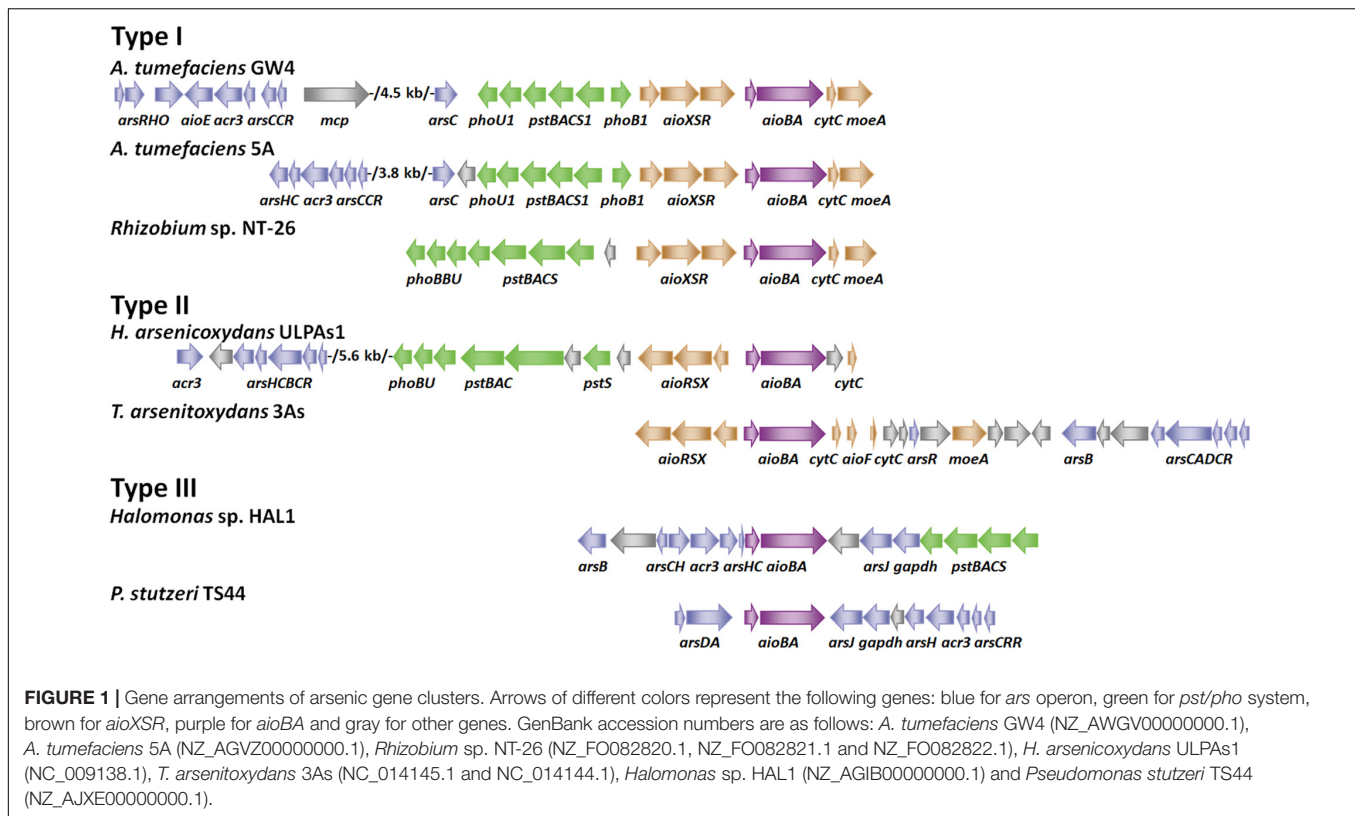 Type I
A. tumefaciens GW4
-/4.5 kb/-
arsRHO aioE acr3 arsCCR mcp arsC phoU1 pstBACS1 phoB1 aioXSR aioBA cytC moeA
A. tumefaciens 5A
-/3.8 kb/-
arsHC acr3 arsCCR arsC phoU1 pstBACS1 phoB1 aioXSR aioBA cytC moeA
Rhizobium sp. NT-26
phoBBU pstBACS aioXSR aioBA cytC moeA
Type II
H. arsenicoxydans ULPAs1
-/5.6 kb/-
acr3 arsHCBCR phoBU pstBAC pstS aioRSX aioBA cytC
T. arsenitoxydans 3As
aioRSX aioBA cytC aioF cytC arsR moeA arsB arsCADCR
Type III
Halomonas sp. HAL1
arsB arsCH acr3 arsHC aioBA arsJ gapdh pstBACS
P. stutzeri TS44
arsDA aioBA arsJ gapdh arsH acr3 arsCRR
FIGURE 1 | Gene arrangements of arsenic gene clusters. Arrows of different colors represent the following genes: blue for ars operon, green for pst/pho system,
brown for aioXSR, purple for aioBA and gray for other genes. GenBank accession numbers are as follows: A. tumefaciens GW4 (NZ_AWGV00000000.1),
A. tumefaciens 5A (NZ_AGVZ00000000.1), Rhizobium sp. NT-26 (NZ_FO082820.1, NZ_FO082821.1 and NZ_FO082822.1), H. arsenicoxydans ULPAs1
(NC_009138.1), T. arsenitoxydans 3As (NC_014145.1 and NC_014144.1), Halomonas sp. HAL1 (NZ_AGIB00000000.1) and Pseudomonas stutzeri TS44
(NZ_AJXE00000000.1).